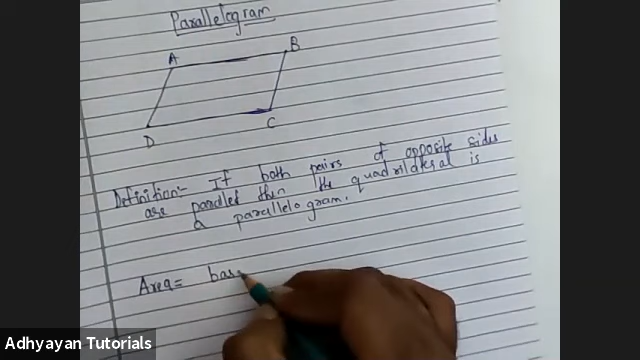 Parallelogram
A
B
D
C
Definition:- If both pairs of opposite sides
are parallel then the quadrilateral is
a parallelogram.
Area= bas
Adhyayan Tutorials